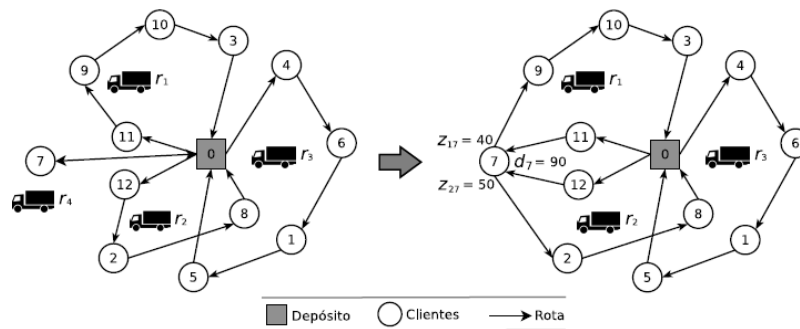 10
3
9
4
r₁
11
6
0
r₃
7
12
r₄
8
r₂
1
2
5
10
3
9
4
r₁
z₁₇ = 40
11
6
0
r₃
7
d₇ = 90
12
z₂₇ = 50
8
r₂
1
2
5
Depósito
Clientes
Rota